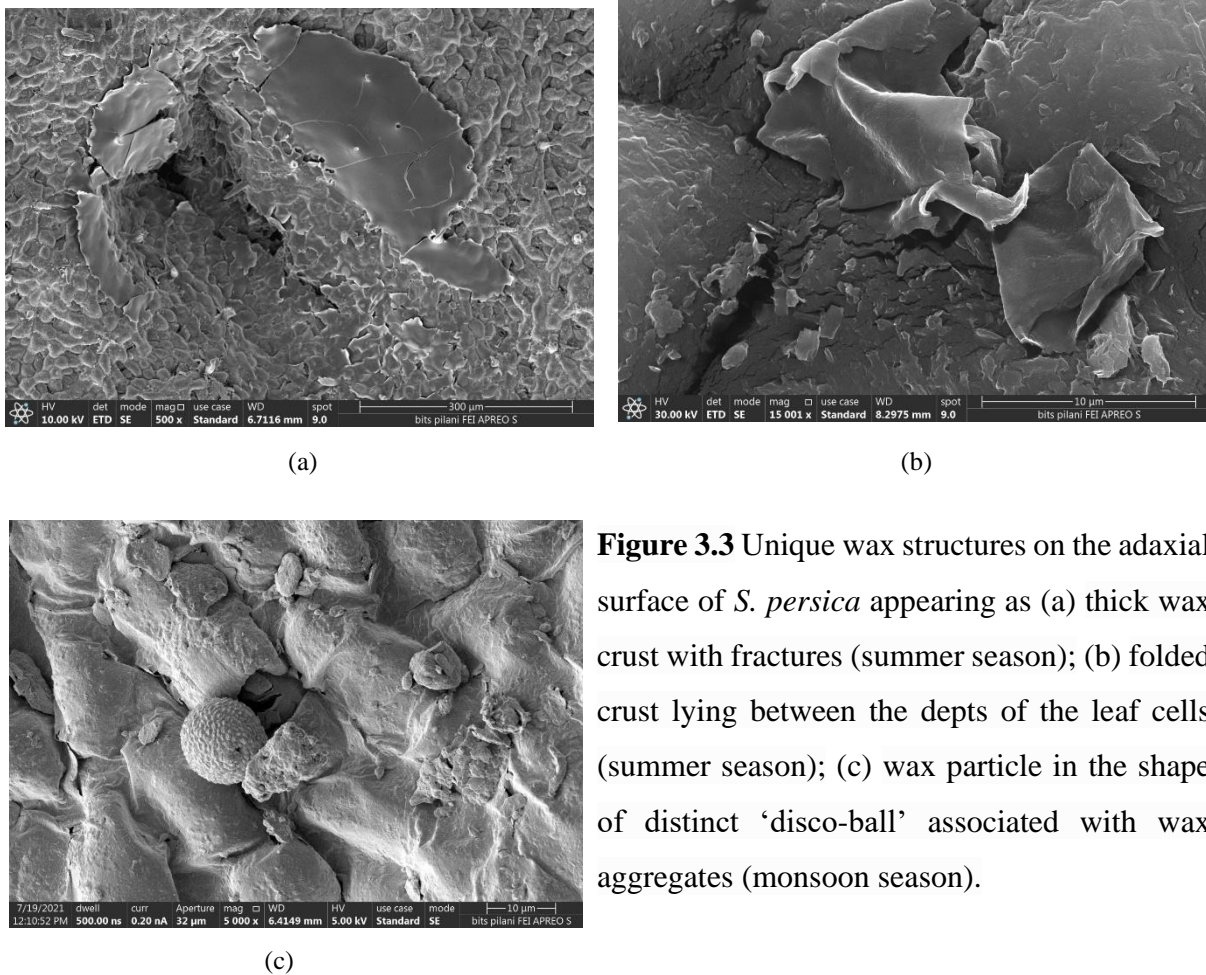 HV det mode mag use case WD spot
10.00 kV ETD SE 500 x Standard 6.7116 mm 9.0
300 µm
bits pilani FEI APREO S
(a)
HV det mode mag use case WD spot
30.00 kV ETD SE 15 001 x Standard 8.2975 mm 9.0
10 µm
bits pilani FEI APREO S
(b)
7/19/2021 dwell curr Aperture mag WD HV use case mode
12:10:52 PM 500.00 ns 0.20 nA 32 µm 5 000 x 6.4149 mm 5.00 kV Standard SE
10 µm
bits pilani FEI APREO S
(c)
Figure 3.3 Unique wax structures on the adaxial
surface of S. persica appearing as (a) thick wax
crust with fractures (summer season); (b) folded
crust lying between the depts of the leaf cells
(summer season); (c) wax particle in the shape
of distinct ‘disco-ball’ associated with wax
aggregates (monsoon season).